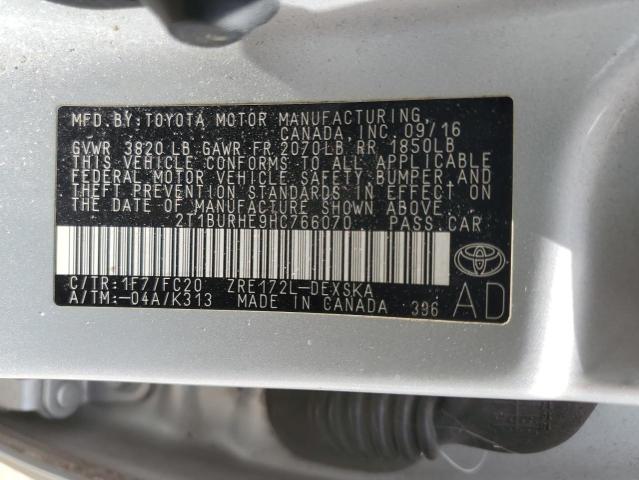 MFD. BY: TOYOTA MOTOR MANUFACTURING,
CANADA, INC. 09/16
GVWR 3820 LB GAWR FR 2070LB RR 1850LB
THIS VEHICLE CONFORMS TO ALL APPLICABLE
FEDERAL MOTOR VEHICLE SAFETY, BUMPER AND
THEFT PREVENTION STANDARDS IN EFFECT ON
THE DATE OF MANUFACTURE SHOWN ABOVE.
2T1BURHE9HC766070 PASS.CAR
C/TR:1F7/FC20 ZRE172L-DEXSKA
A/TM:-04A/K313 MADE IN CANADA 396 AD